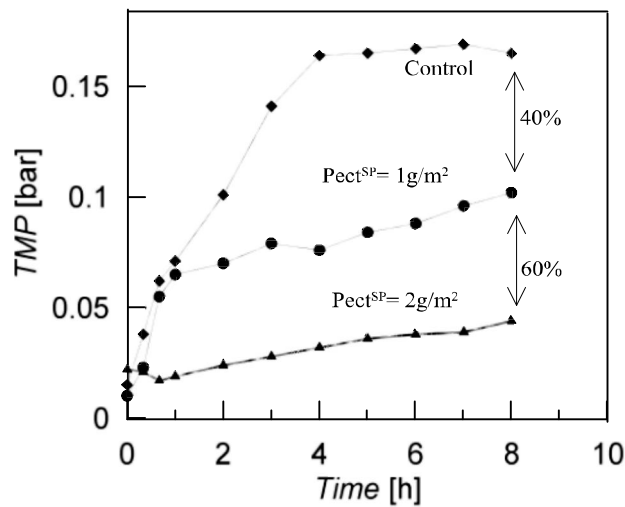 0.15
0.1
0.05
0
TMP [bar]
Control
40%
Pect^SP= 1g/m²
60%
Pect^SP= 2g/m²
0 2 4 6 8 10
Time [h]